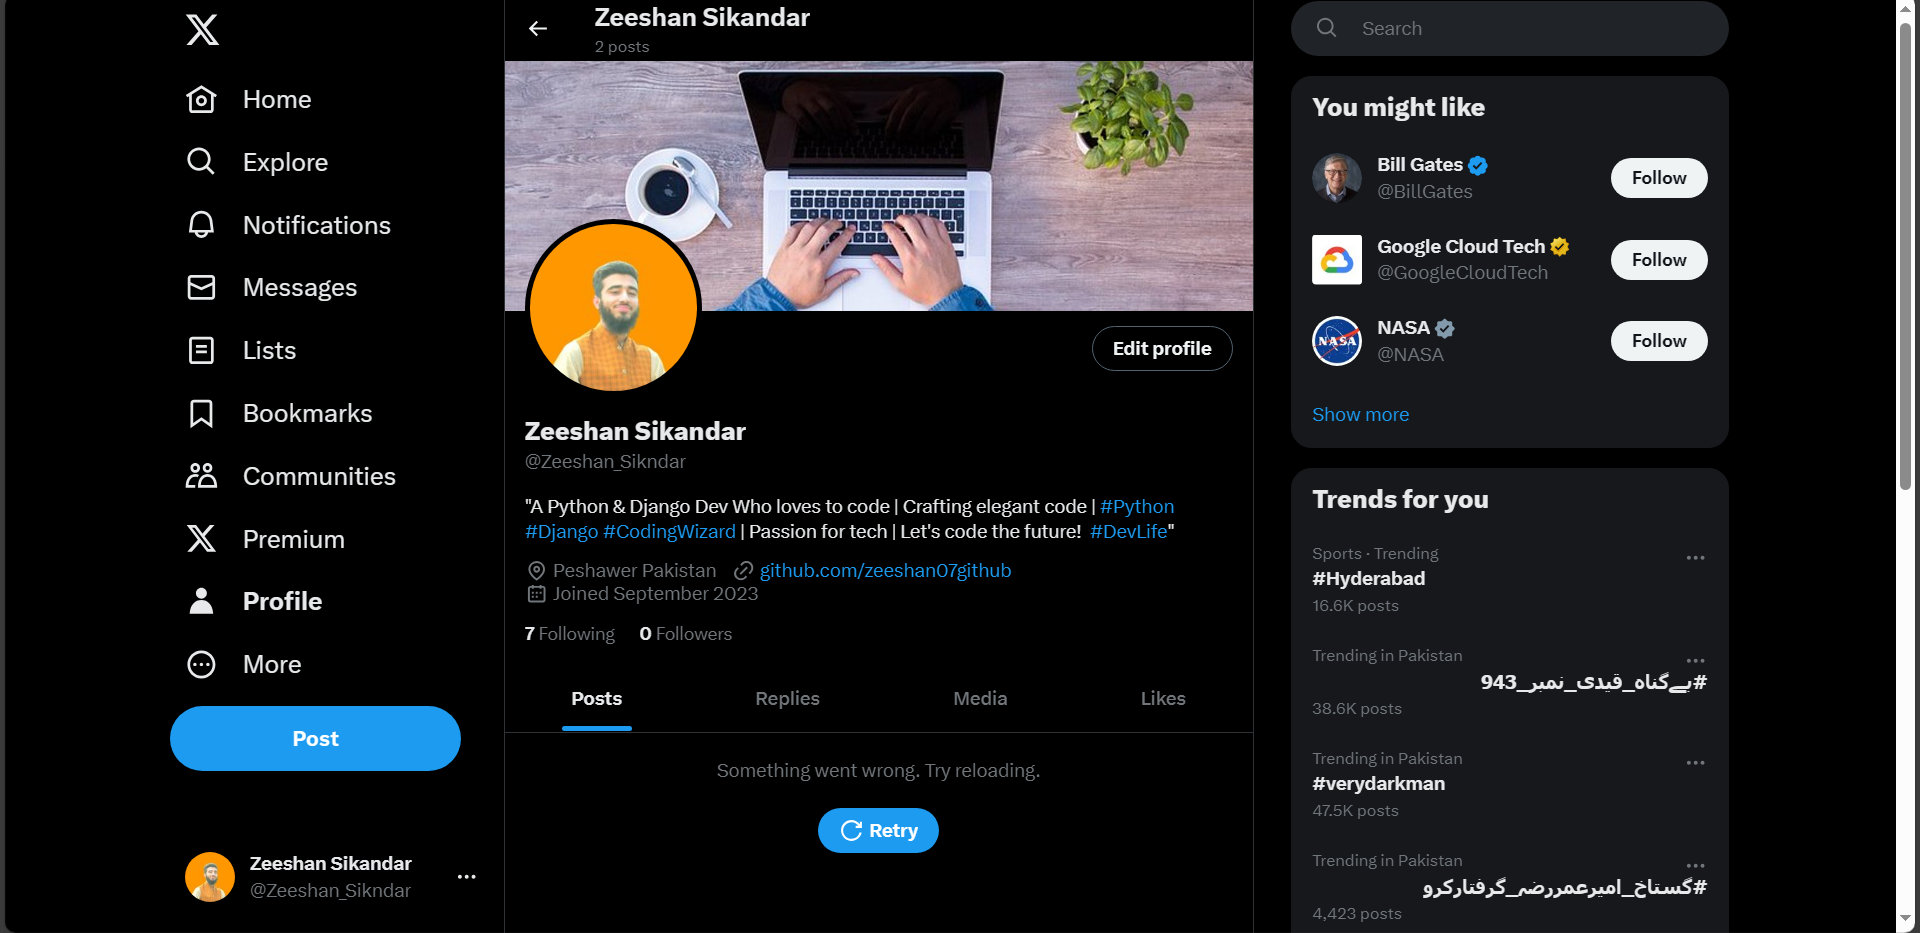 Home
Explore
Notifications
Messages
Lists
Bookmarks
Communities
Premium
Profile
More
Post
Zeeshan Sikandar
@Zeeshan_Sikndar
Zeeshan Sikandar
2 posts
Edit profile
Zeeshan Sikandar
@Zeeshan_Sikndar
"A Python & Django Dev Who loves to code | Crafting elegant code | #Python
#Django #CodingWizard | Passion for tech | Let's code the future! #DevLife"
Peshawer Pakistan github.com/zeeshan07github
Joined September 2023
7 Following 0 Followers
Posts Replies Media Likes
Something went wrong. Try reloading.
Retry
Search
You might like
Bill Gates
@BillGates
Follow
Google Cloud Tech
@GoogleCloudTech
Follow
NASA
NASA
@NASA
Follow
Show more
Trends for you
Sports · Trending
#Hyderabad
16.6K posts
Trending in Pakistan
#بےگناہ_قیدی_نمبر_943
38.6K posts
Trending in Pakistan
#verydarkman
47.5K posts
Trending in Pakistan
#گستاخ_امیرعمررضہ_گرفتارکرو
4,423 posts